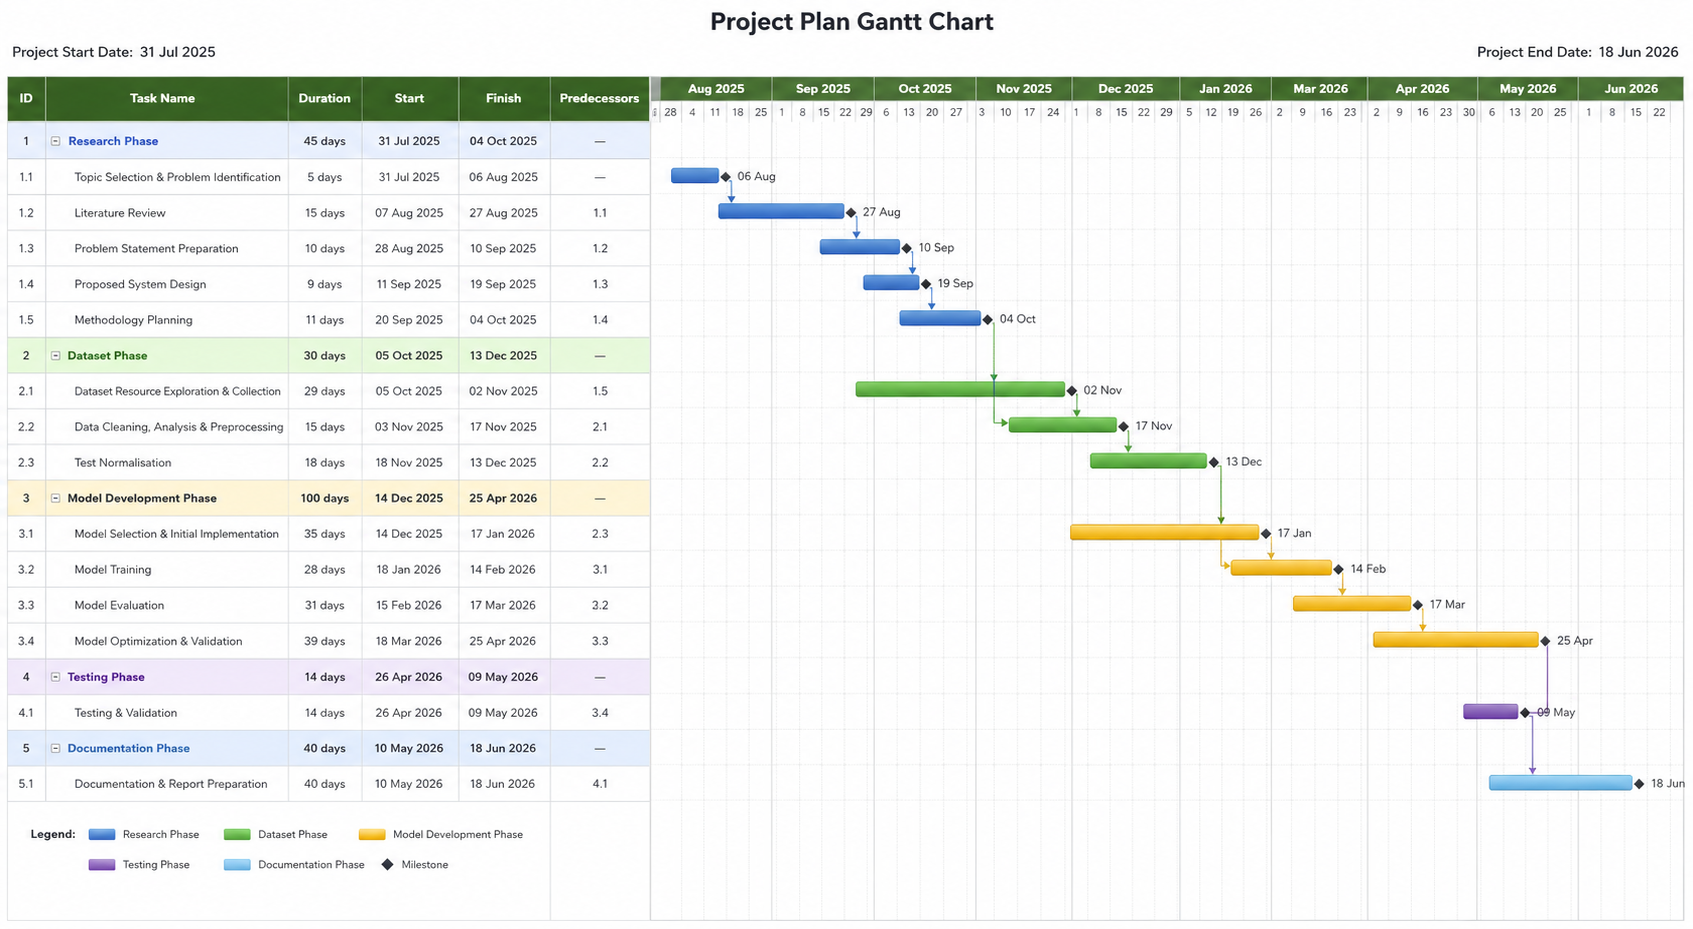 Project Plan Gantt Chart
Project Start Date: 31 Jul 2025
Project End Date: 18 Jun 2026
ID Task Name Duration Start Finish Predecessors
Aug 2025 Sep 2025 Oct 2025 Nov 2025 Dec 2025 Jan 2026 Mar 2026 Apr 2026 May 2026 Jun 2026
28 4 11 18 25 1 8 15 22 29 6 13 20 27 3 10 17 24 1 8 15 22 29 5 12 19 26 2 9 16 23 2 9 16 23 30 6 13 20 25 1 8 15 22
1 Research Phase 45 days 31 Jul 2025 04 Oct 2025 —
1.1 Topic Selection & Problem Identification 5 days 31 Jul 2025 06 Aug 2025 — 06 Aug
1.2 Literature Review 15 days 07 Aug 2025 27 Aug 2025 1.1 27 Aug
1.3 Problem Statement Preparation 10 days 28 Aug 2025 10 Sep 2025 1.2 10 Sep
1.4 Proposed System Design 9 days 11 Sep 2025 19 Sep 2025 1.3 19 Sep
1.5 Methodology Planning 11 days 20 Sep 2025 04 Oct 2025 1.4 04 Oct
2 Dataset Phase 30 days 05 Oct 2025 13 Dec 2025 —
2.1 Dataset Resource Exploration & Collection 29 days 05 Oct 2025 02 Nov 2025 1.5 02 Nov
2.2 Data Cleaning, Analysis & Preprocessing 15 days 03 Nov 2025 17 Nov 2025 2.1 17 Nov
2.3 Test Normalisation 18 days 18 Nov 2025 13 Dec 2025 2.2 13 Dec
3 Model Development Phase 100 days 14 Dec 2025 25 Apr 2026 —
3.1 Model Selection & Initial Implementation 35 days 14 Dec 2025 17 Jan 2026 2.3 17 Jan
3.2 Model Training 28 days 18 Jan 2026 14 Feb 2026 3.1 14 Feb
3.3 Model Evaluation 31 days 15 Feb 2026 17 Mar 2026 3.2 17 Mar
3.4 Model Optimization & Validation 39 days 18 Mar 2026 25 Apr 2026 3.3 25 Apr
4 Testing Phase 14 days 26 Apr 2026 09 May 2026 —
4.1 Testing & Validation 14 days 26 Apr 2026 09 May 2026 3.4 09 May
5 Documentation Phase 40 days 10 May 2026 18 Jun 2026 —
5.1 Documentation & Report Preparation 40 days 10 May 2026 18 Jun 2026 4.1 18 Jun
Legend: Research Phase Dataset Phase Model Development Phase
Testing Phase Documentation Phase Milestone